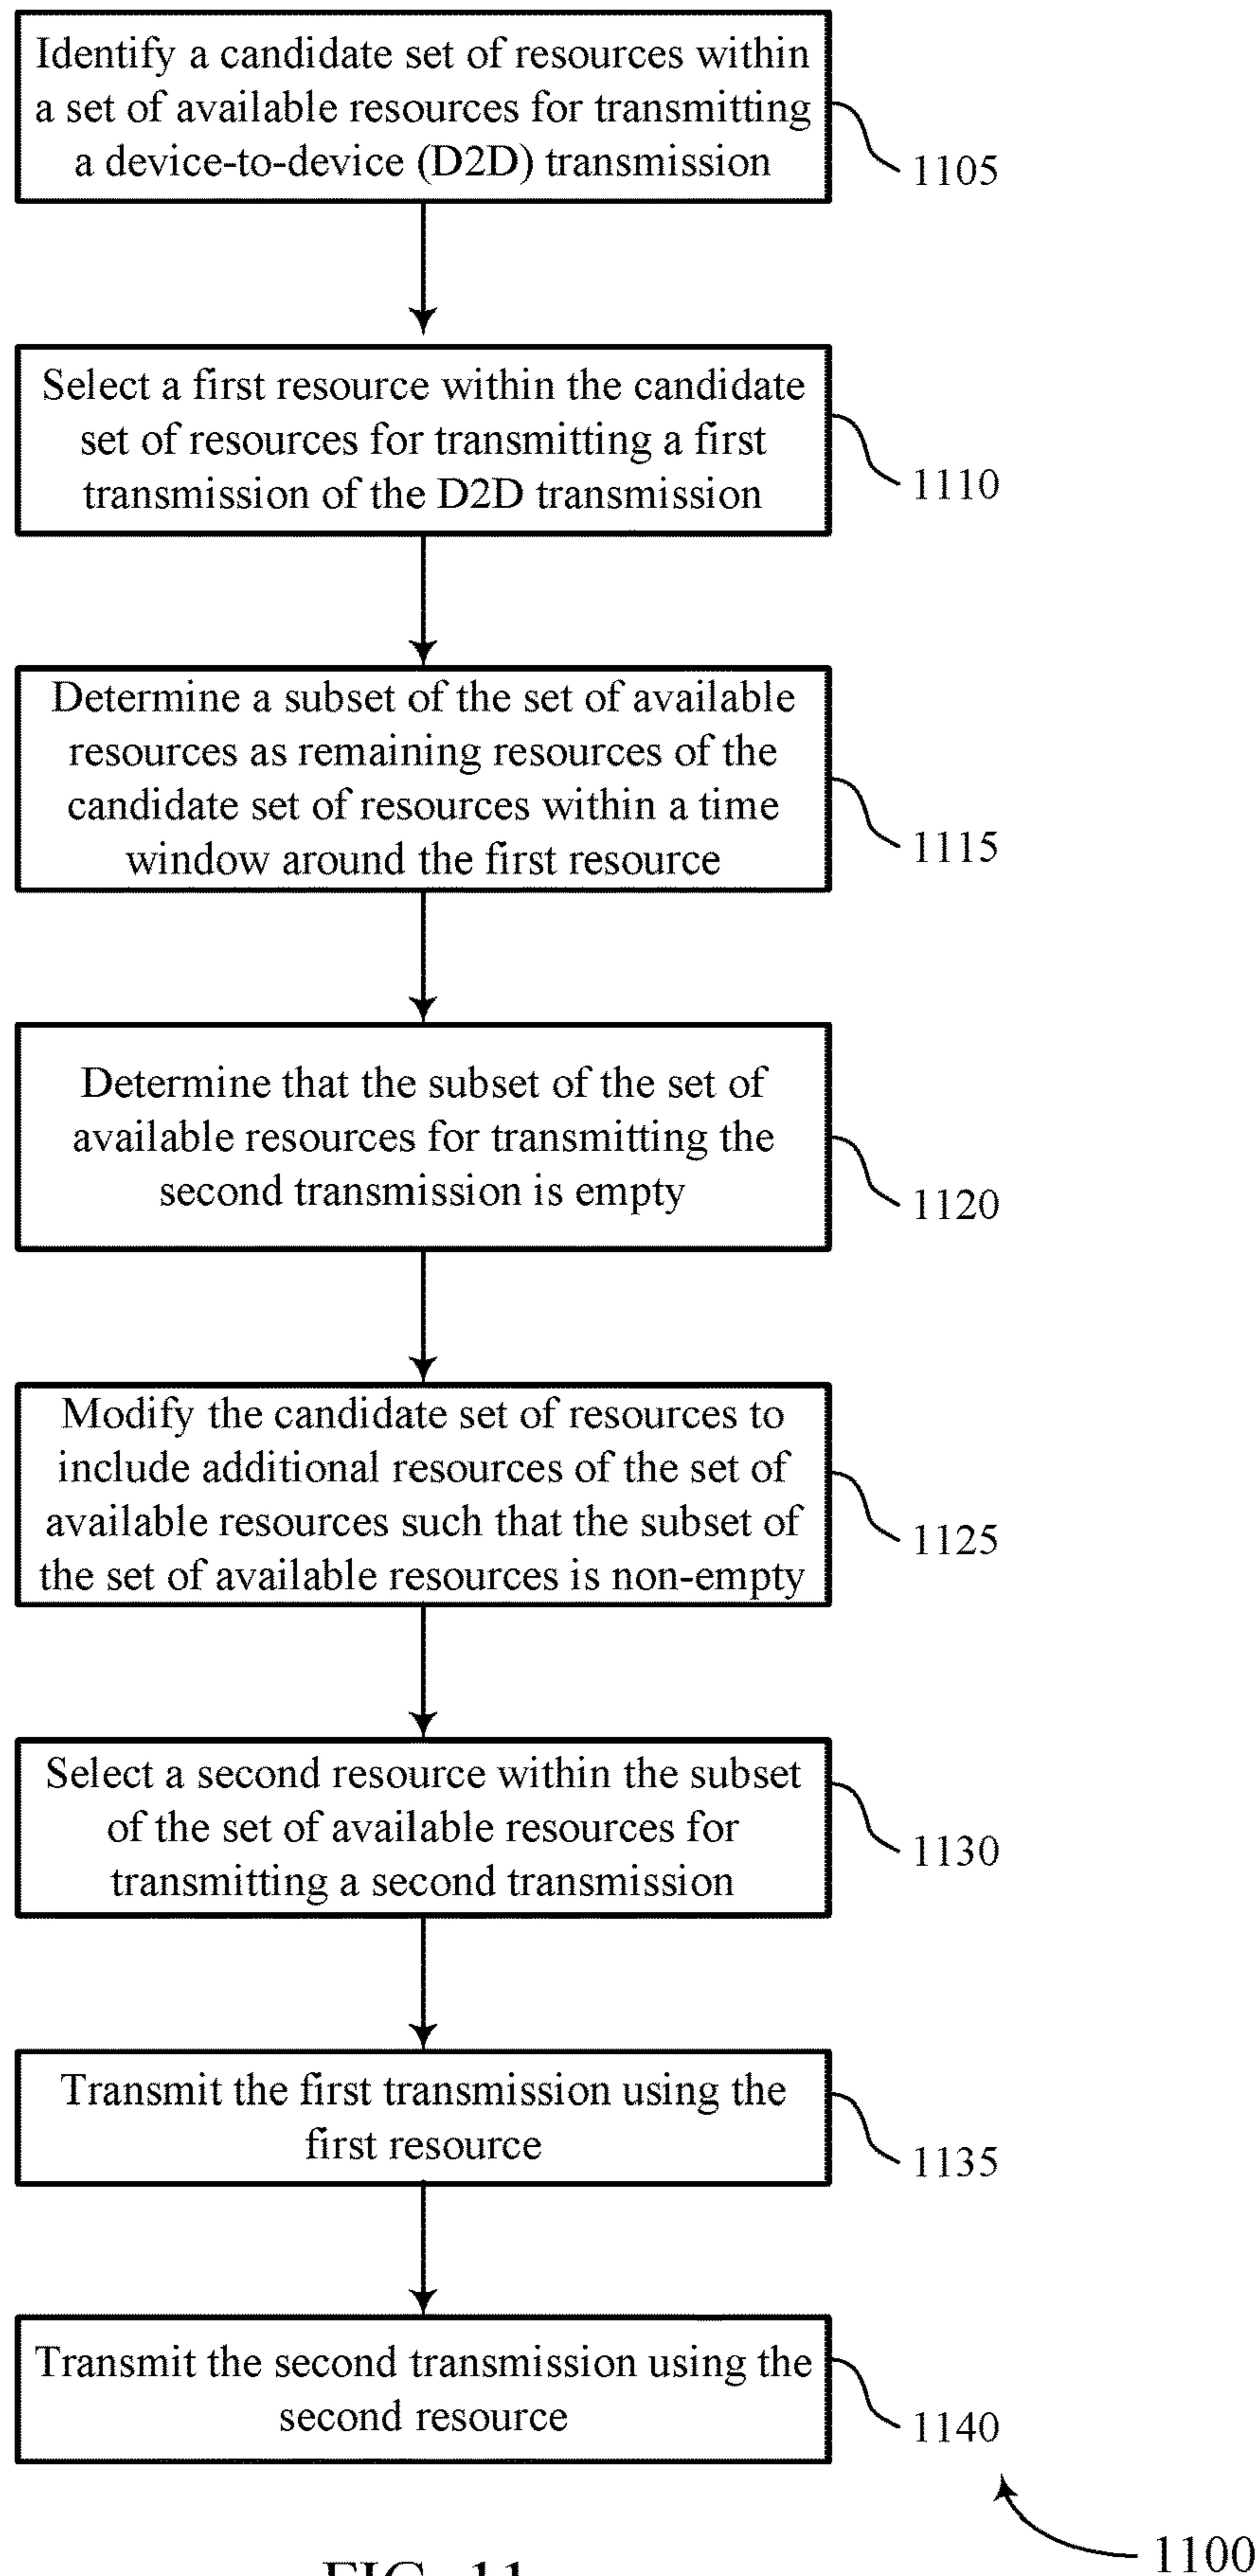 Identify a candidate set of resources within
a set of available resources for transmitting
a device-to-device (D2D) transmission
1105
Select a first resource within the candidate
set of resources for transmitting a first
transmission of the D2D transmission
1110
Determine a subset of the set of available
resources as remaining resources of the
candidate set of resources within a time
window around the first resource
1115
Determine that the subset of the set of
available resources for transmitting the
second transmission is empty
1120
Modify the candidate set of resources to
include additional resources of the set of
available resources such that the subset of
the set of available resources is non-empty
1125
Select a second resource within the subset
of the set of available resources for
transmitting a second transmission
1130
Transmit the first transmission using the
first resource
1135
Transmit the second transmission using the
second resource
1140
1100
FIG. 11